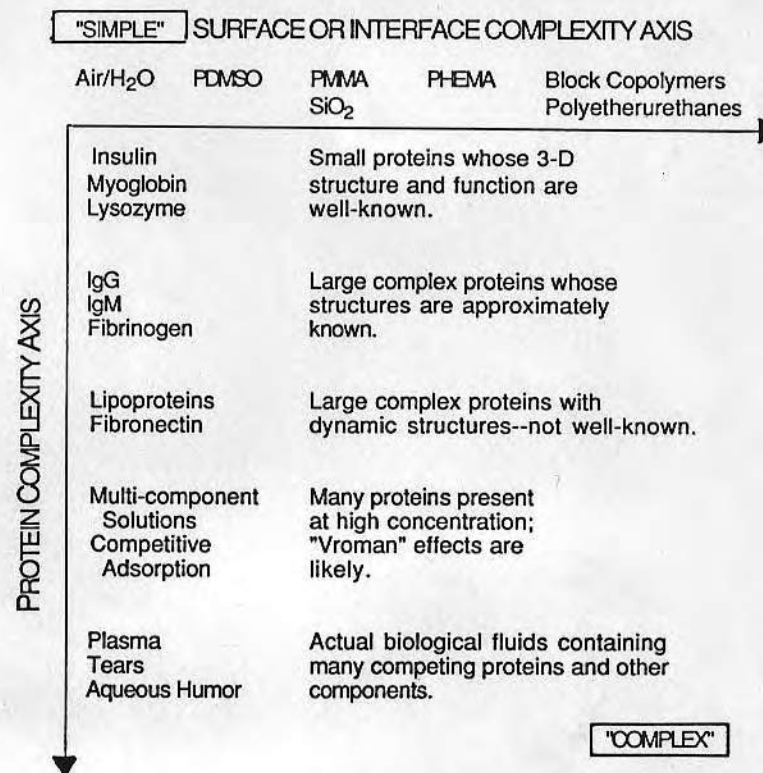 "SIMPLE" SURFACE OR INTERFACE COMPLEXITY AXIS
Air/H₂O PDMSO PMMA PHEMA Block Copolymers
SiO₂ Polyetherurethanes
Insulin Small proteins whose 3-D
Myoglobin structure and function are
Lysozyme well-known.
IgG Large complex proteins whose
IgM structures are approximately
Fibrinogen known.
Lipoproteins Large complex proteins with
Fibronectin dynamic structures--not well-known.
Multi-component Many proteins present
Solutions at high concentration;
Competitive "Vroman" effects are
Adsorption likely.
Plasma Actual biological fluids containing
Tears many competing proteins and other
Aqueous Humor components.
PROTEIN COMPLEXITY AXIS
"COMPLEX"